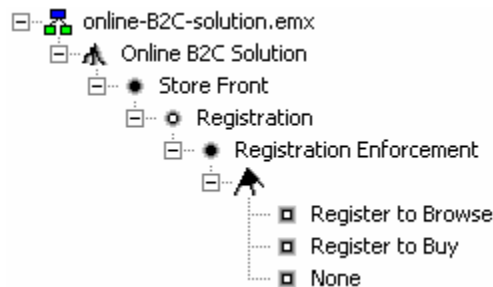 online-B2C-solution.emx
Online B2C Solution
Store Front
Registration
Registration Enforcement
Register to Browse
Register to Buy
None